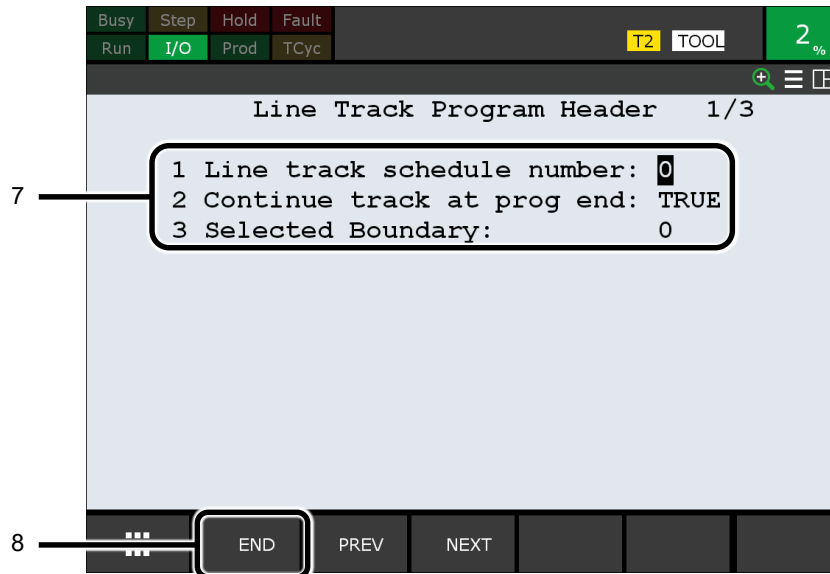 Busy Step Hold Fault
Run I/O Prod TCyc T2 TOOL 2 %
Line Track Program Header 1/3
7
1 Line track schedule number: 0
2 Continue track at prog end: TRUE
3 Selected Boundary: 0
8
END PREV NEXT